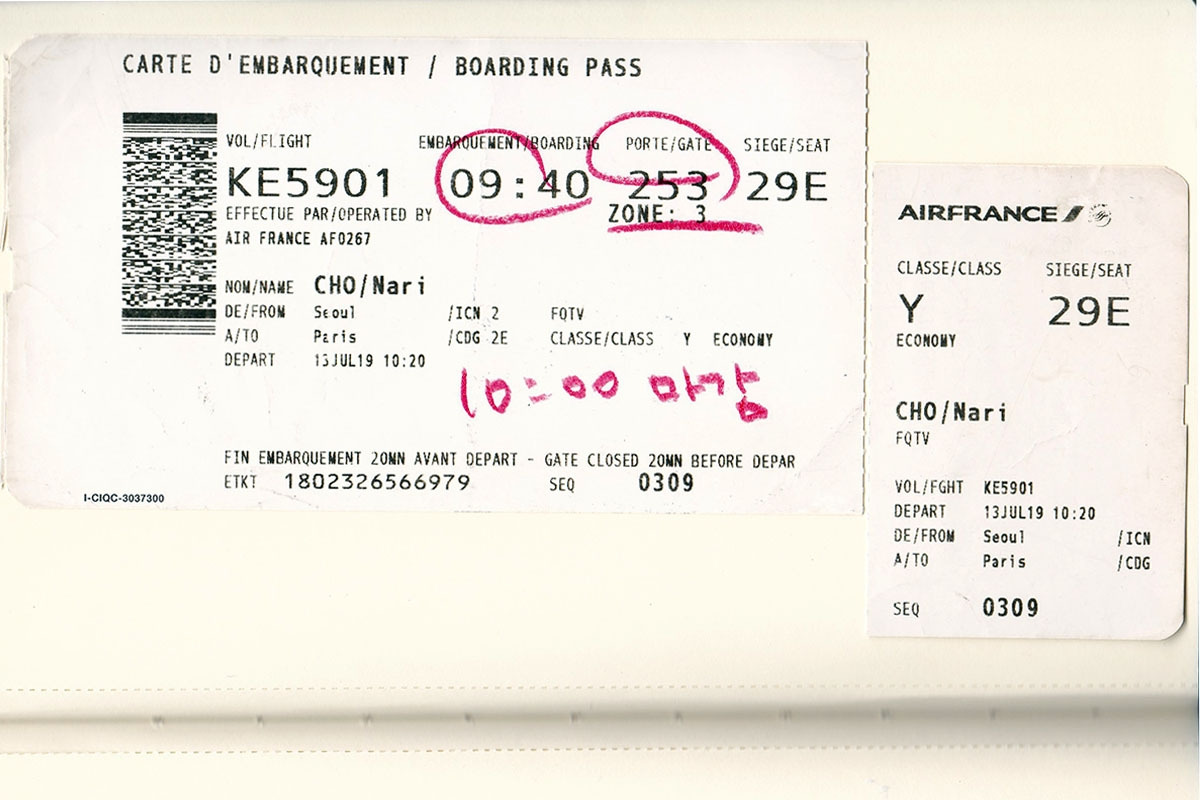 CARTE D'EMBARQUEMENT / BOARDING PASS
VOL/FLIGHT EMBARQUEMENT/BOARDING PORTE/GATE SIEGE/SEAT
KE5901 09:40 253 29E
EFFECTUE PAR/OPERATED BY ZONE: 3
AIR FRANCE AF0267
NOM/NAME CHO/Nari
DE/FROM Seoul /ICN 2 FQTV
A/TO Paris /CDG 2E CLASSE/CLASS Y ECONOMY
DEPART 13JUL19 10:20
10:00 마감
FIN EMBARQUEMENT 20MN AVANT DEPART - GATE CLOSED 20MN BEFORE DEPAR
ETKT 1802326566979 SEQ 0309
I-CIQC-3037300
AIRFRANCE
CLASSE/CLASS SIEGE/SEAT
Y 29E
ECONOMY
CHO/Nari
FQTV
VOL/FGHT KE5901
DEPART 13JUL19 10:20
DE/FROM Seoul /ICN
A/TO Paris /CDG
SEQ 0309